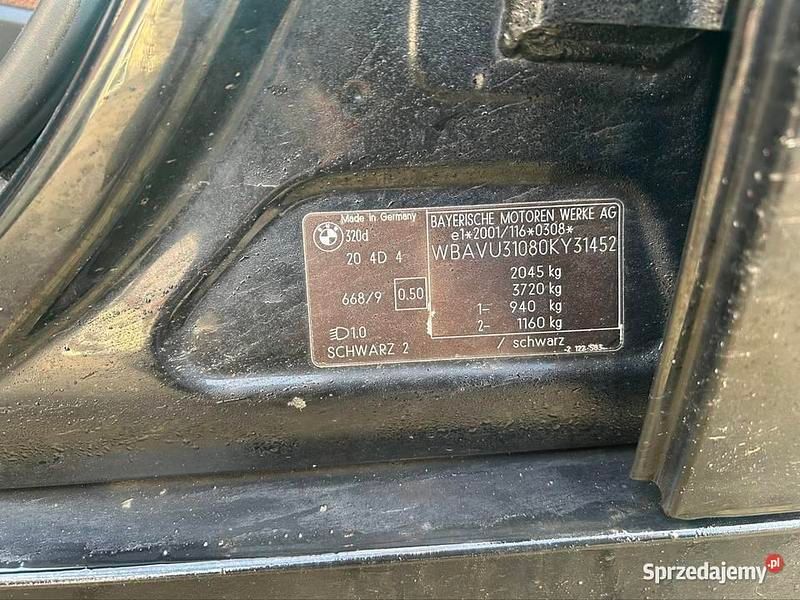 Made in Germany
320d
20 4D 4
668/9 0.50
1.0
SCHWARZ 2
BAYERISCHE MOTOREN WERKE AG
e1*2001/116*0308*
WBAVU31080KY31452
2045 kg
3720 kg
1- 940 kg
2- 1160 kg
/ schwarz
Sprzedajemy.pl